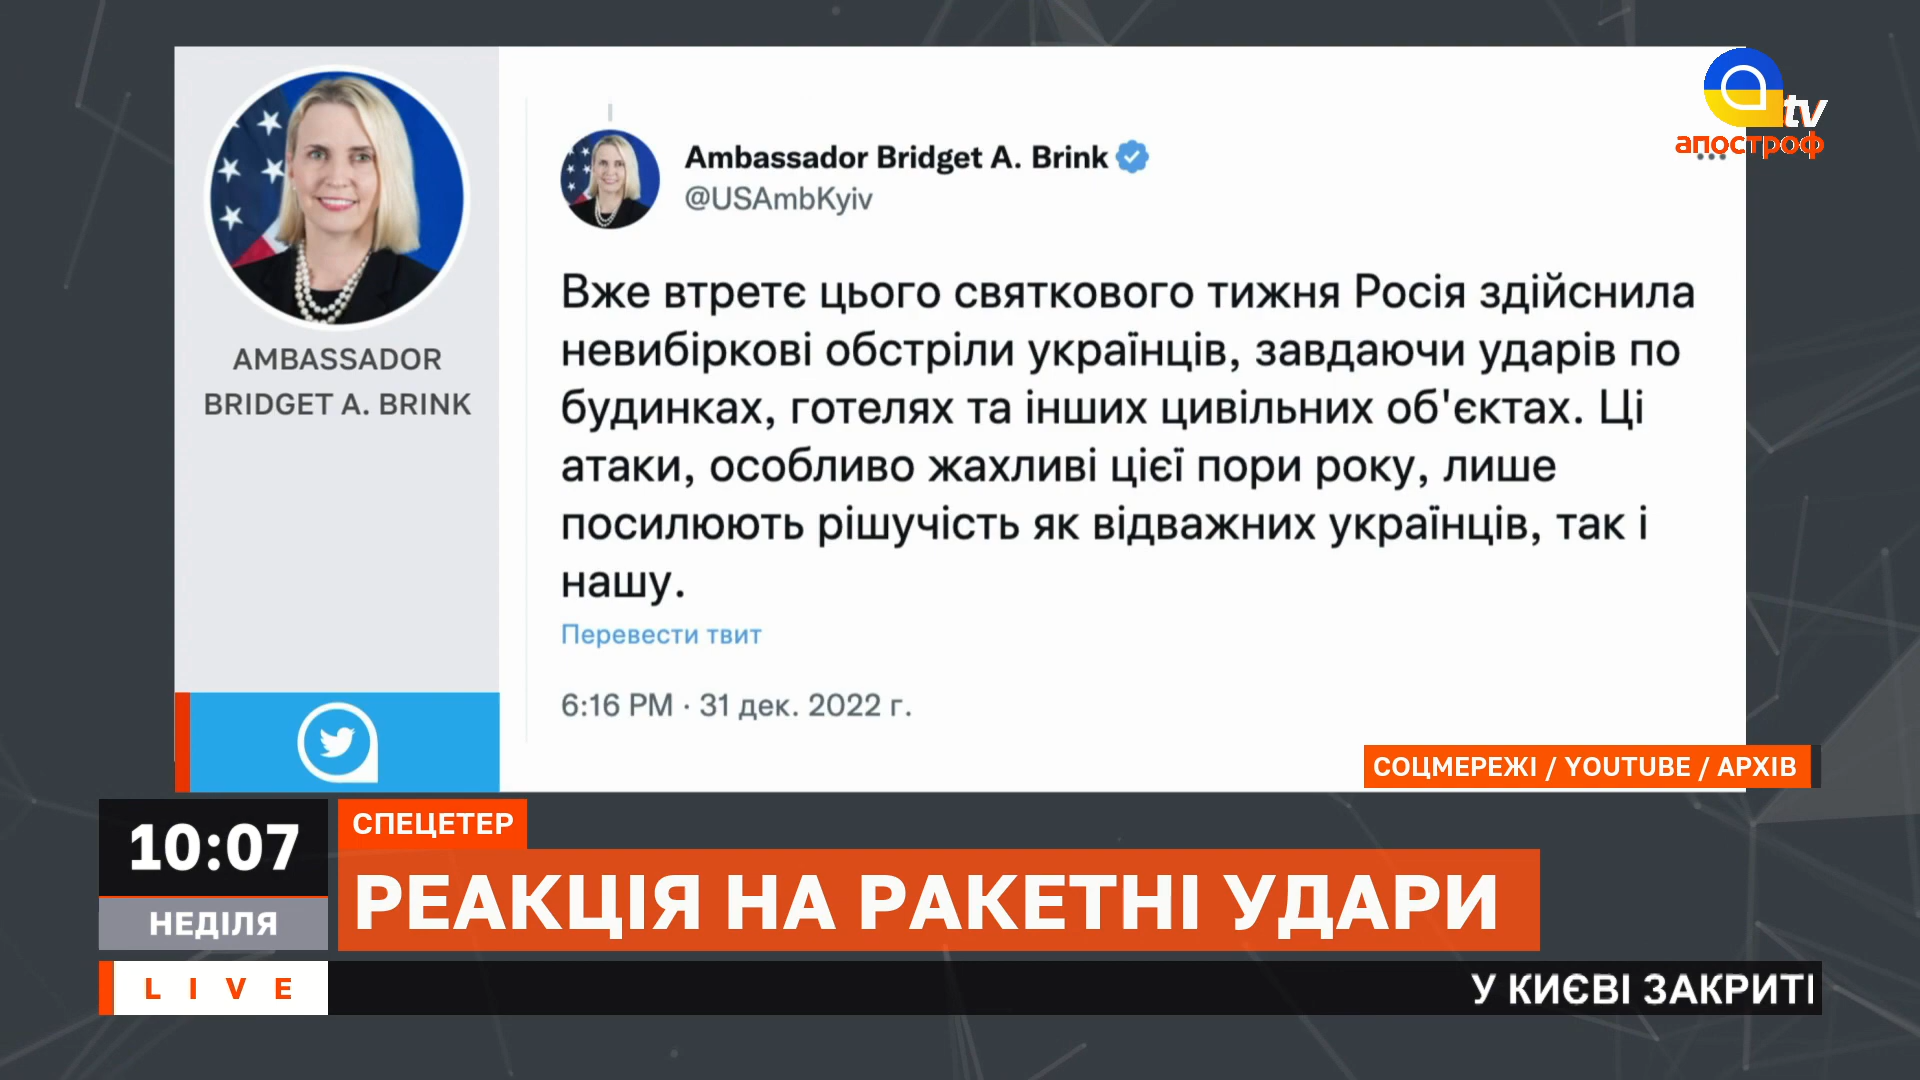 tv
апостроф
AMBASSADOR
BRIDGET A. BRINK
Ambassador Bridget A. Brink
@USAmbKyiv
Вже втретє цього святкового тижня Росія здійснила
невибіркові обстріли українців, завдаючи ударів по
будинках, готелях та інших цивільних об'єктах. Ці
атаки, особливо жахливі цієї пори року, лише
посилюють рішучість як відважних українців, так і
нашу.
Перевести твит
6:16 PM · 31 дек. 2022 г.
СОЦМЕРЕЖІ / YOUTUBE / АРХІВ
10:07
НЕДІЛЯ
СПЕЦЕТЕР
РЕАКЦІЯ НА РАКЕТНІ УДАРИ
LIVE
У КИЄВІ ЗАКРИТІ